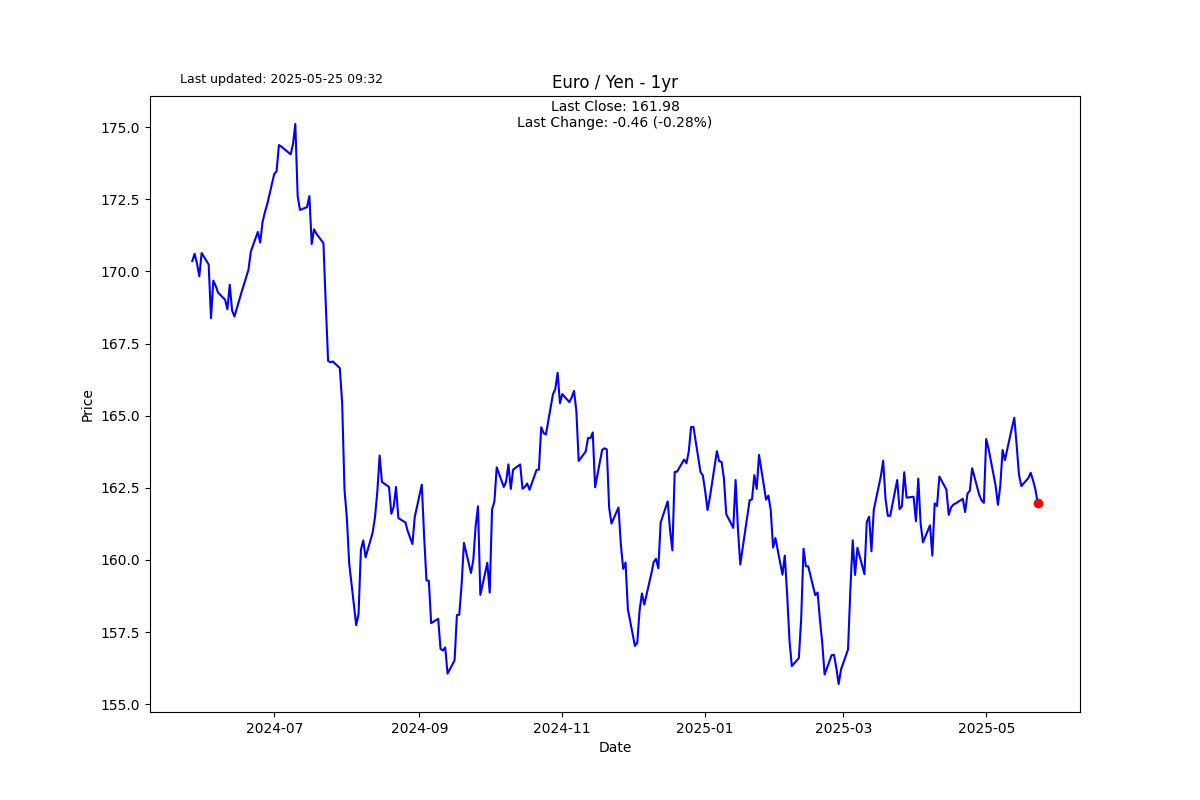 Last updated: 2025-05-25 09:32
Euro / Yen - 1yr
Last Close: 161.98
Last Change: -0.46 (-0.28%)
175.0
172.5
170.0
167.5
165.0
162.5
160.0
157.5
155.0
Price
2024-07
2024-09
2024-11
2025-01
2025-03
2025-05
Date